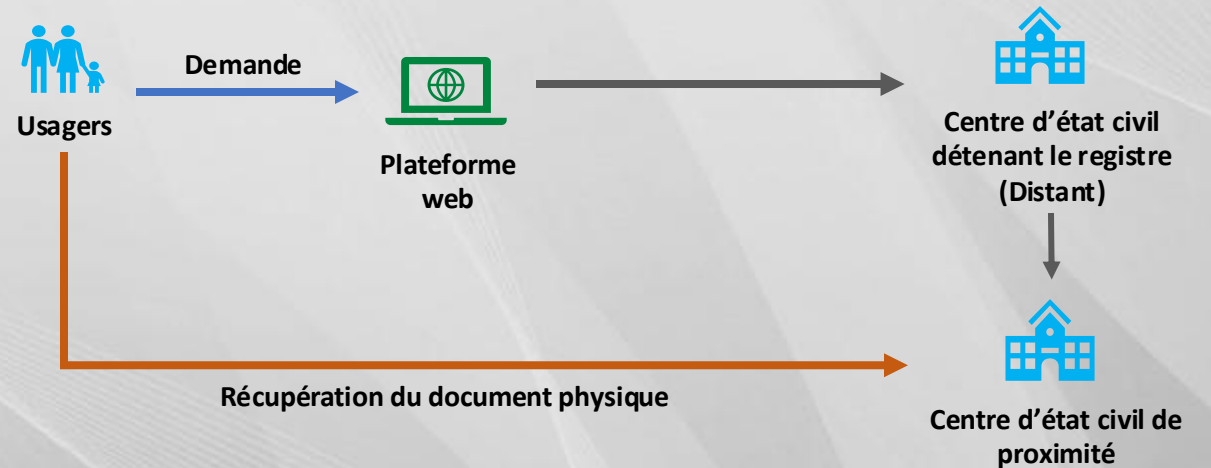 Demande
Usagers
Plateforme
web
Centre d’état civil
détenant le registre
(Distant)
Récupération du document physique
Centre d’état civil de
proximité